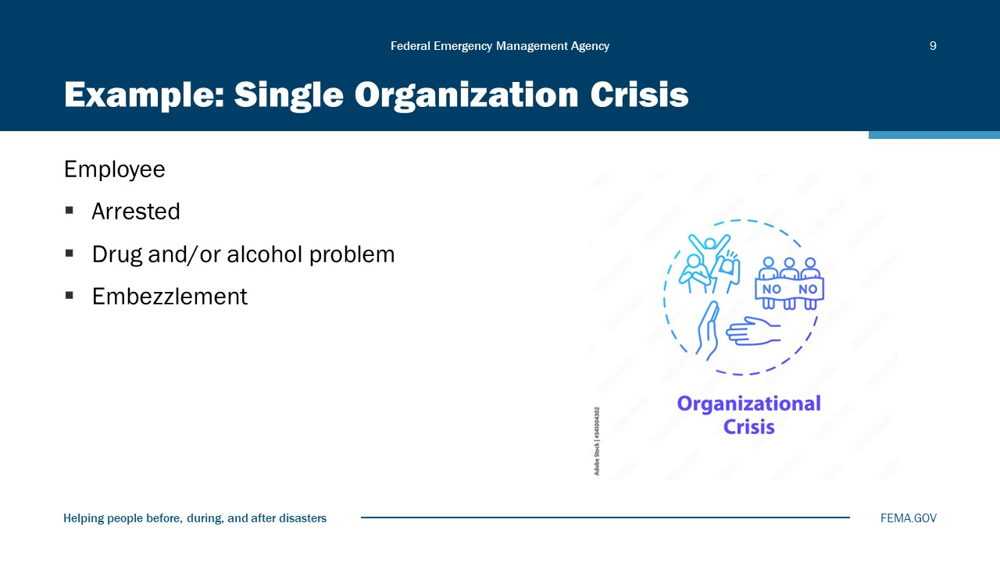 Federal Emergency Management Agency
9
Example: Single Organization Crisis
Employee
▪ Arrested
▪ Drug and/or alcohol problem
▪ Embezzlement
NO NO
Organizational
Crisis
Adobe Stock | #341004302
Helping people before, during, and after disasters
FEMA.GOV